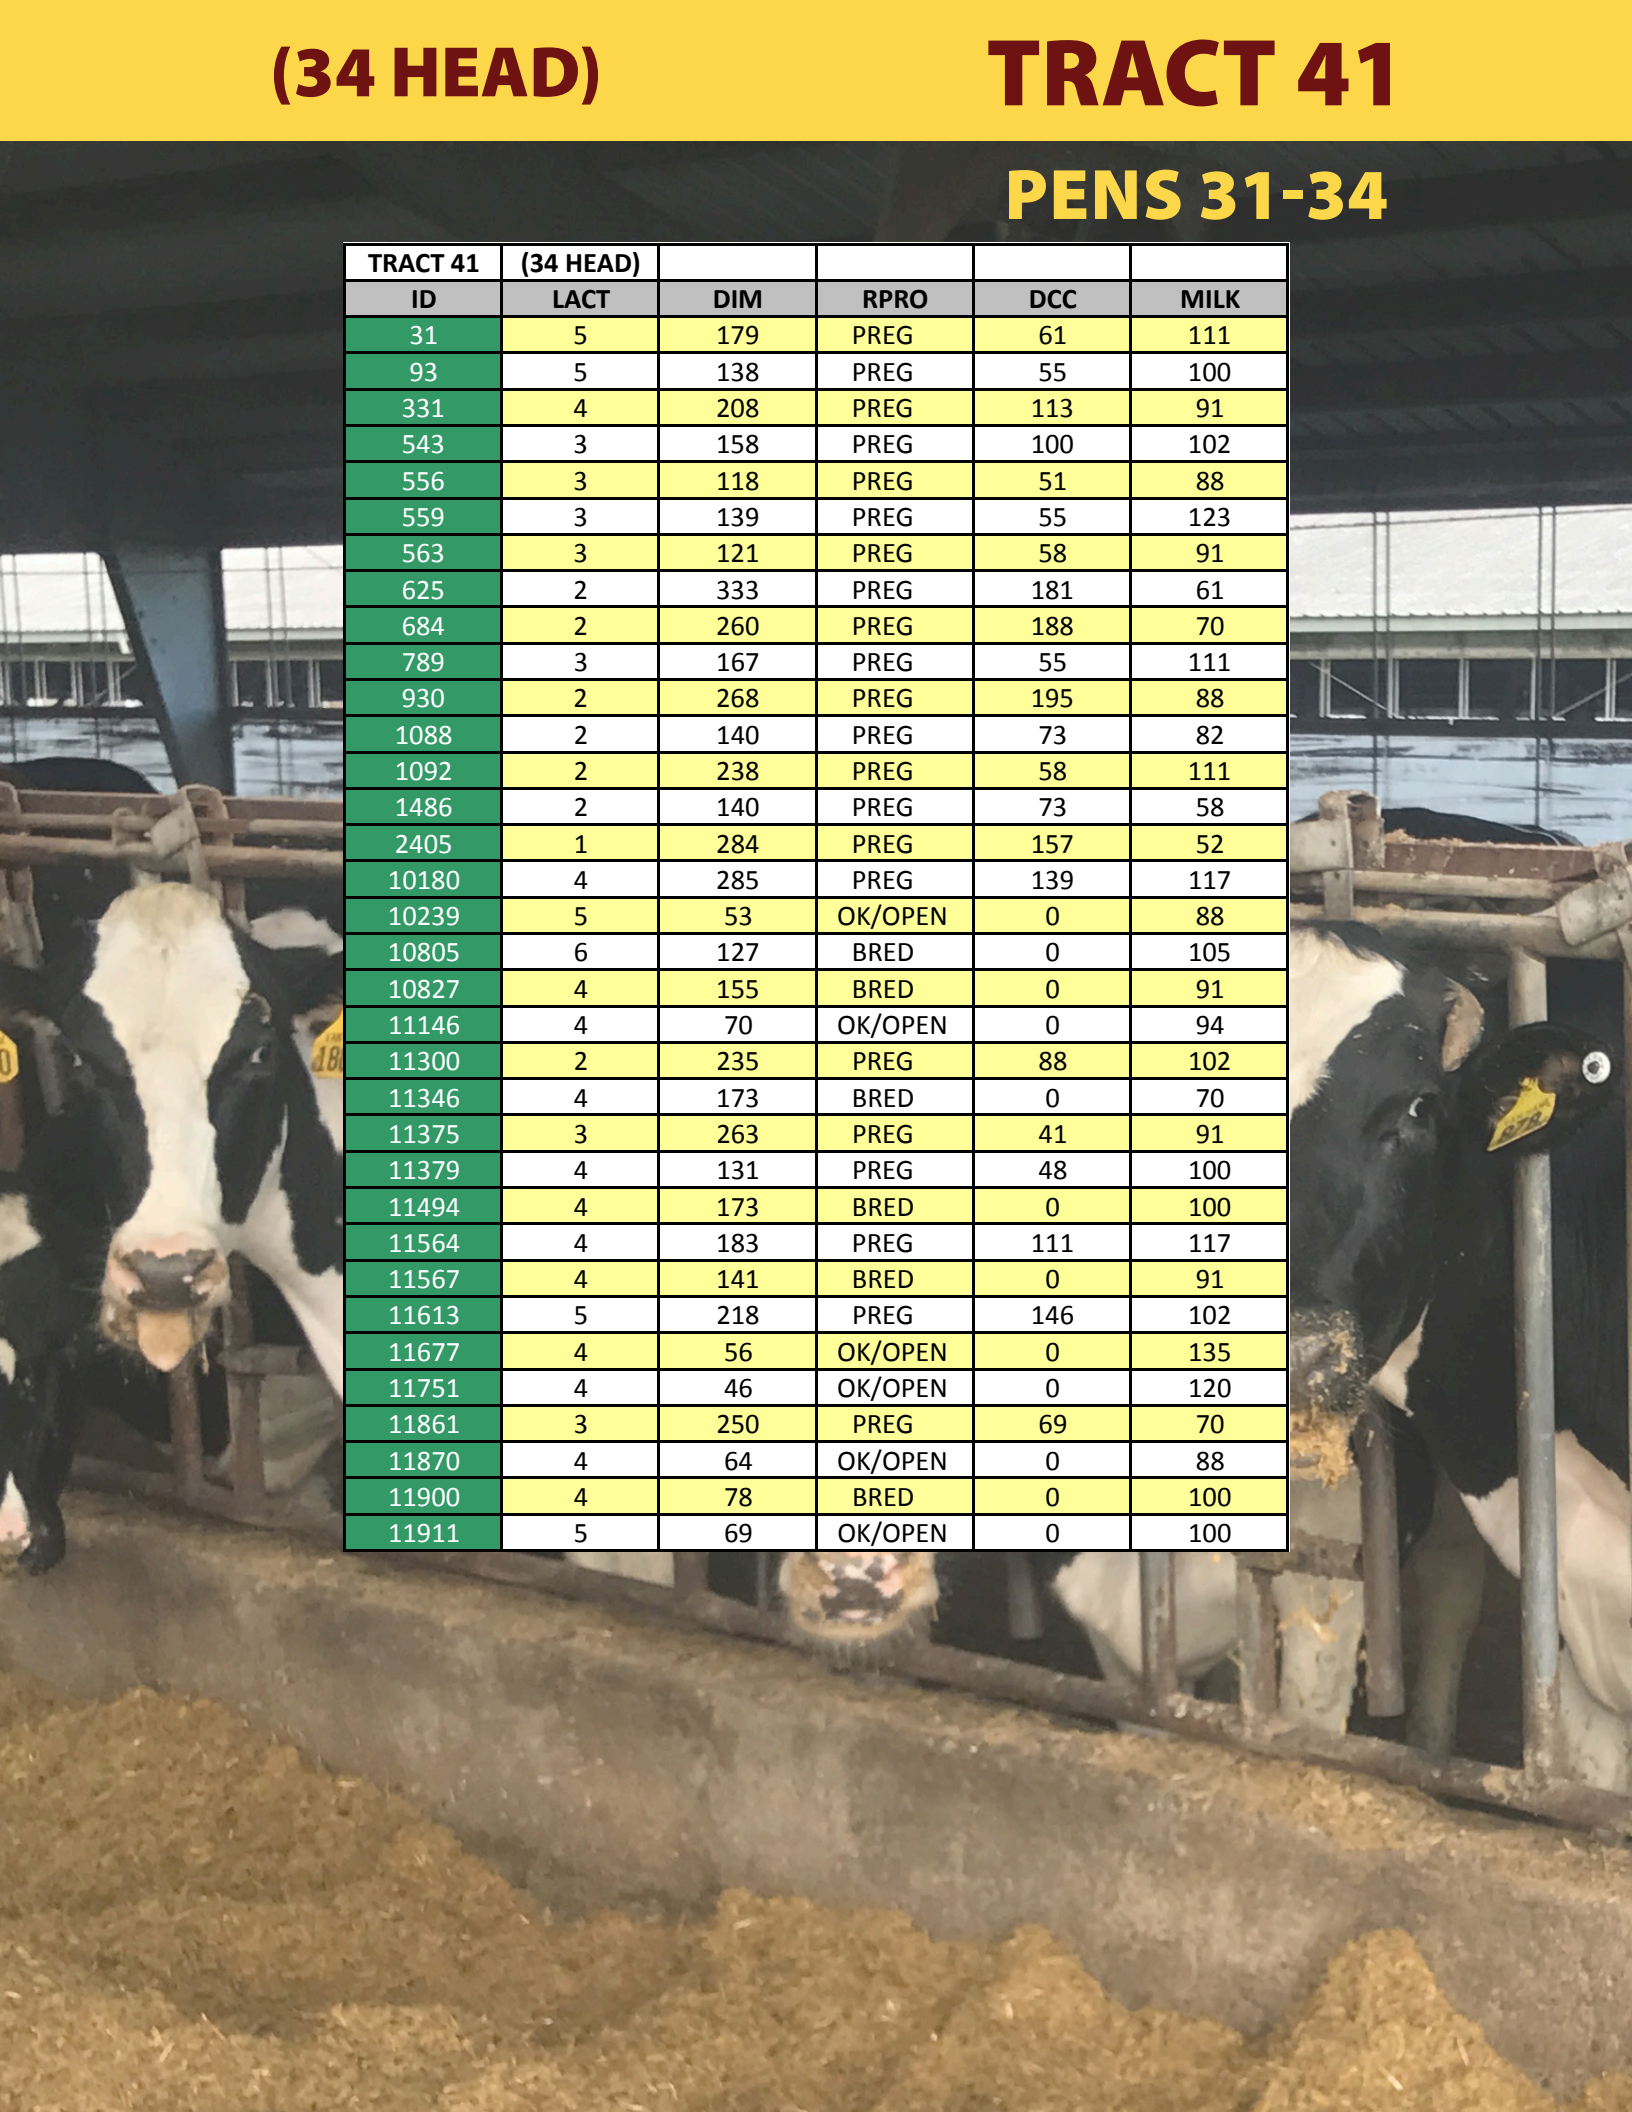 (34 HEAD) TRACT 41
PENS 31-34
TRACT 41 (34 HEAD)
ID LACT DIM RPRO DCC MILK
31 5 179 PREG 61 111
93 5 138 PREG 55 100
331 4 208 PREG 113 91
543 3 158 PREG 100 102
556 3 118 PREG 51 88
559 3 139 PREG 55 123
563 3 121 PREG 58 91
625 2 333 PREG 181 61
684 2 260 PREG 188 70
789 3 167 PREG 55 111
930 2 268 PREG 195 88
1088 2 140 PREG 73 82
1092 2 238 PREG 58 111
1486 2 140 PREG 73 58
2405 1 284 PREG 157 52
10180 4 285 PREG 139 117
10239 5 53 OK/OPEN 0 88
10805 6 127 BRED 0 105
10827 4 155 BRED 0 91
11146 4 70 OK/OPEN 0 94
11300 2 235 PREG 88 102
11346 4 173 BRED 0 70
11375 3 263 PREG 41 91
11379 4 131 PREG 48 100
11494 4 173 BRED 0 100
11564 4 183 PREG 111 117
11567 4 141 BRED 0 91
11613 5 218 PREG 146 102
11677 4 56 OK/OPEN 0 135
11751 4 46 OK/OPEN 0 120
11861 3 250 PREG 69 70
11870 4 64 OK/OPEN 0 88
11900 4 78 BRED 0 100
11911 5 69 OK/OPEN 0 100